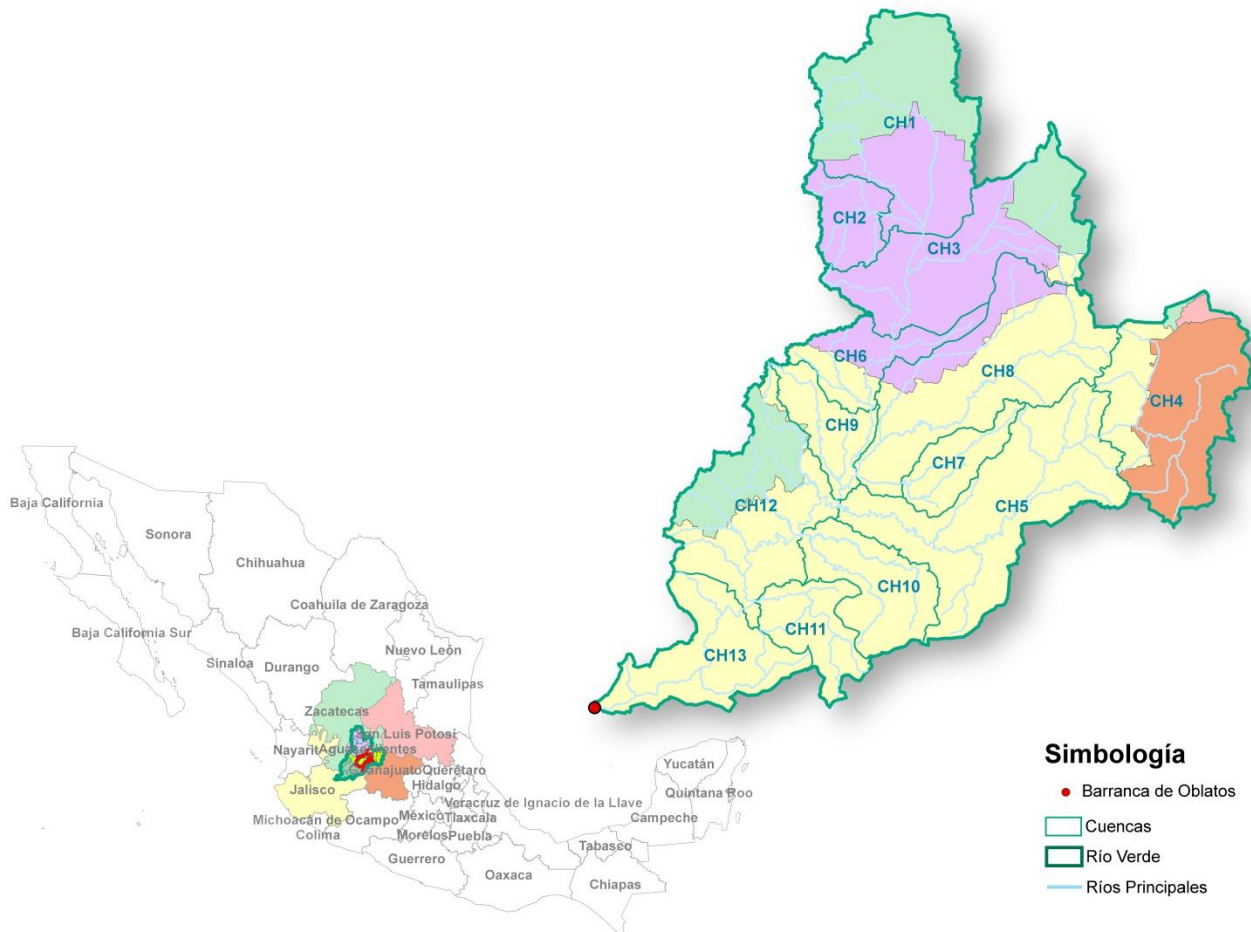 CH1
CH2
CH3
CH6
CH8
CH4
CH9
CH7
CH12
CH5
CH10
CH11
CH13
Baja California
Sonora
Chihuahua
Coahuila de Zaragoza
Baja California Sur
Sinaloa
Durango
Nuevo León
Tamaulipas
Zacatecas
San Luis Potosí
Nayarit
Aguascalientes
Guanajuato
Querétaro
Hidalgo
Jalisco
Veracruz de Ignacio de la Llave
México
Tlaxcala
Michoacán de Ocampo
Colima
Morelos
Puebla
Guerrero
Oaxaca
Yucatán
Quintana Roo
Campeche
Tabasco
Chiapas
Simbología
Barranca de Oblatos
Cuencas
Río Verde
Ríos Principales